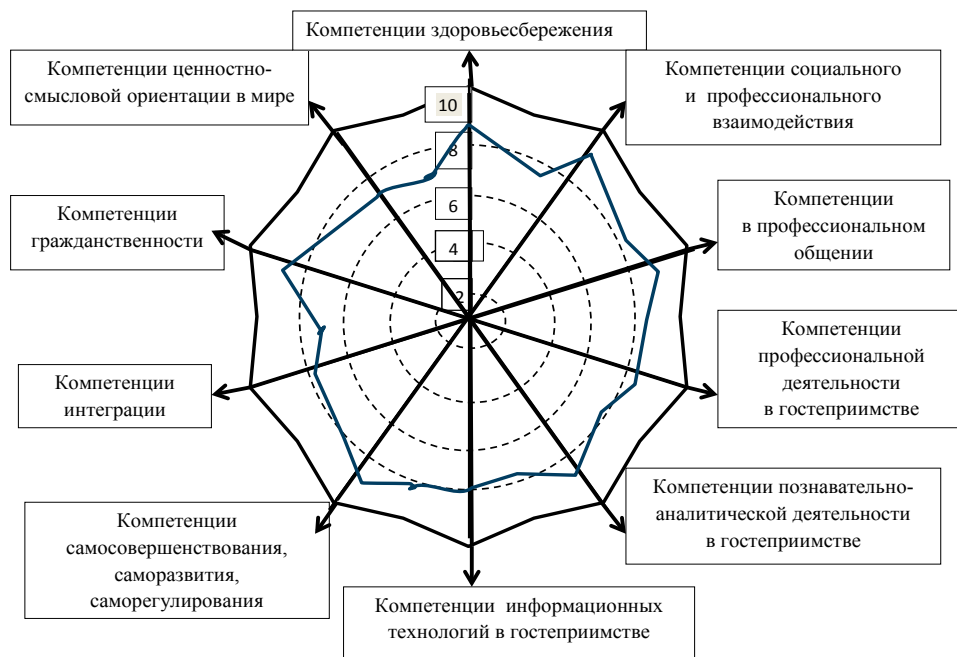 Компетенции здоровьесбережения
Компетенции ценностно-
смысловой ориентации в мире
Компетенции социального
и профессионального
взаимодействия
10
8
6
4
2
Компетенции
гражданственности
Компетенции
в профессиональном
общении
Компетенции
интеграции
Компетенции
профессиональной
деятельности
в гостеприимстве
Компетенции
самосовершенствования,
саморазвития,
саморегулирования
Компетенции познавательно-
аналитической деятельности
в гостеприимстве
Компетенции информационных
технологий в гостеприимстве